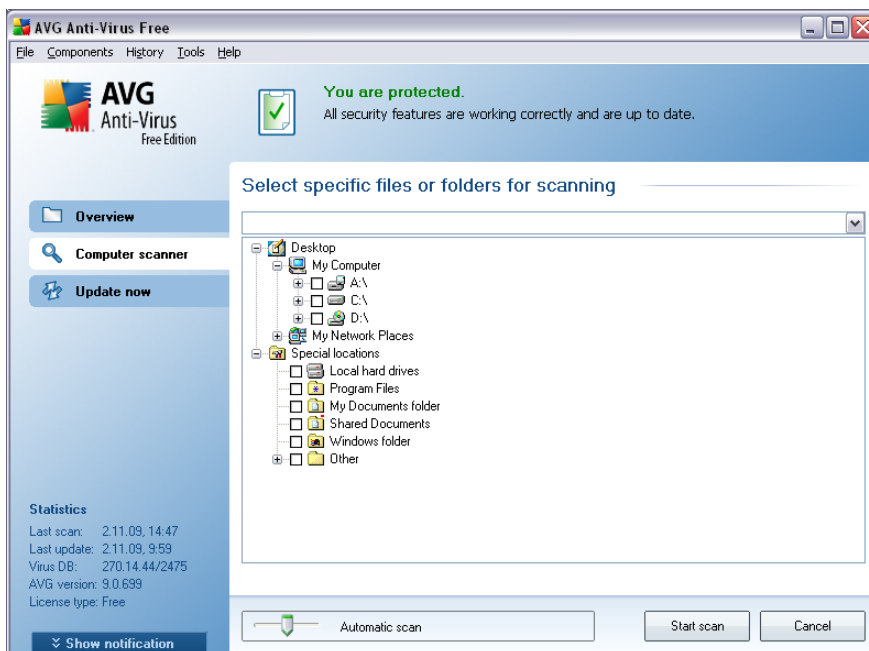 AVG Anti-Virus Free
File Components History Tools Help
AVG
Anti-Virus
Free Edition
You are protected.
All security features are working correctly and are up to date.
Overview
Computer scanner
Update now
Select specific files or folders for scanning
Desktop
My Computer
A:\
C:\
D:\
My Network Places
Special locations
Local hard drives
Program Files
My Documents folder
Shared Documents
Windows folder
Other
Statistics
Last scan: 2.11.09, 14:47
Last update: 2.11.09, 9:59
Virus DB: 270.14.44/2475
AVG version: 9.0.699
License type: Free
Show notification
Automatic scan
Start scan
Cancel